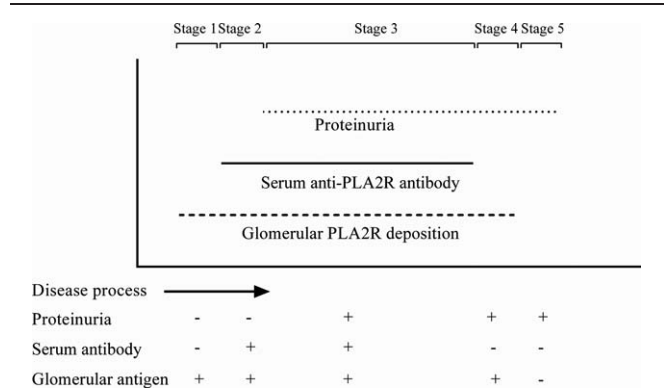 Stage 1 Stage 2 Stage 3 Stage 4 Stage 5
Proteinuria
Serum anti-PLA2R antibody
Glomerular PLA2R deposition
Disease process
Proteinuria - - + + +
Serum antibody - + + - -
Glomerular antigen + + + + -